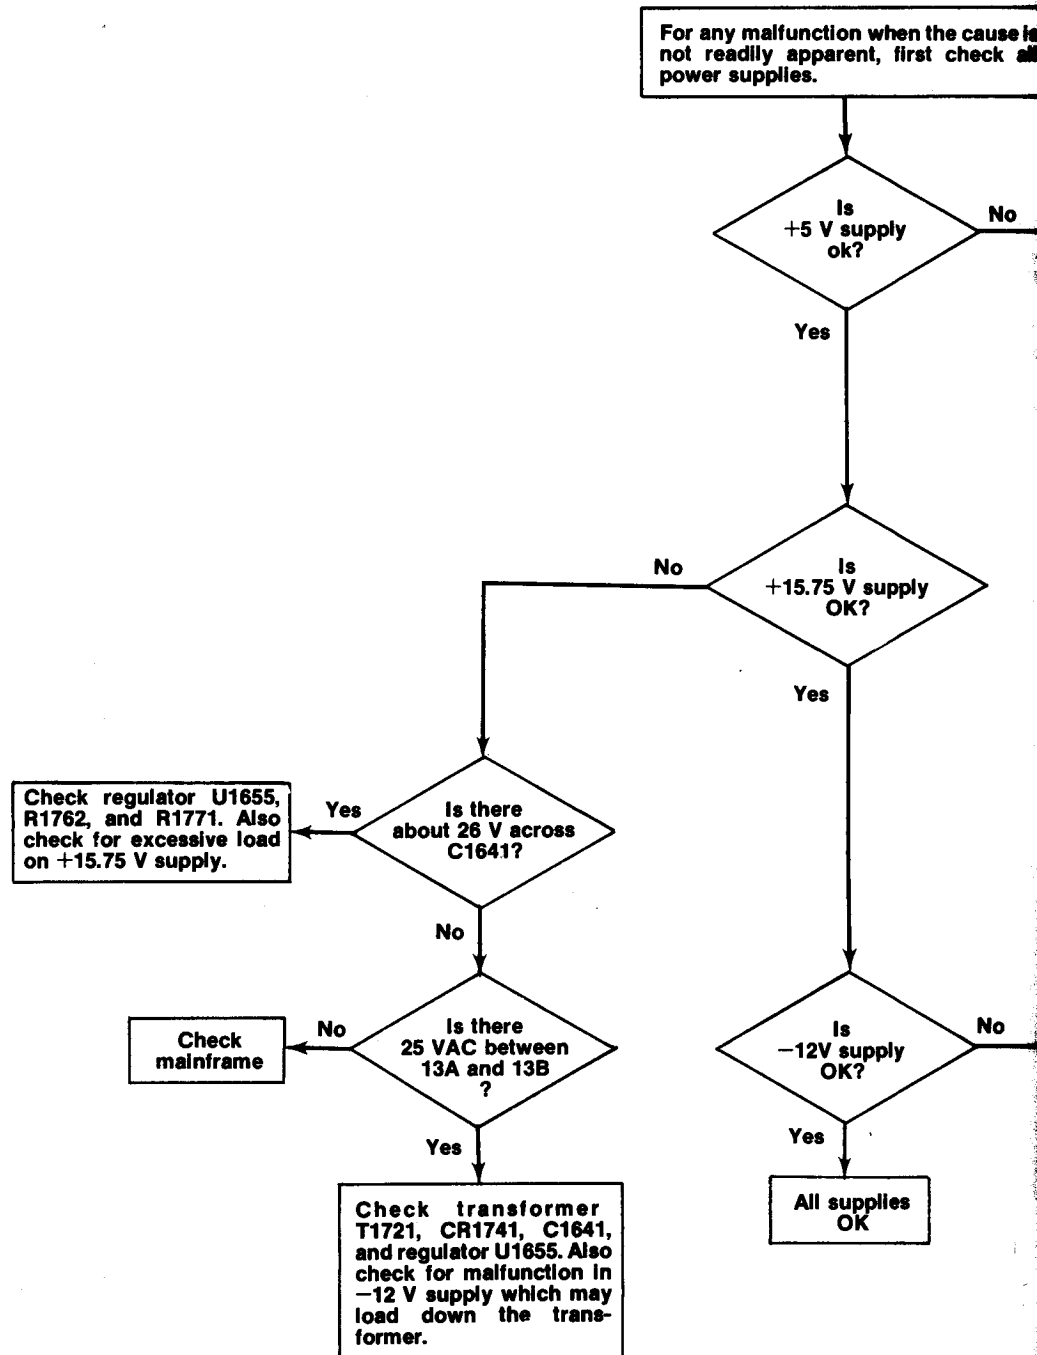 For any malfunction when the cause is
not readily apparent, first check all
power supplies.
Is
+5 V supply
ok?
No
Yes
Is
+15.75 V supply
OK?
No
Yes
Is there
about 26 V across
C1641?
Yes
Check regulator U1655,
R1762, and R1771. Also
check for excessive load
on +15.75 V supply.
No
Is there
25 VAC between
13A and 13B
?
No
Check
mainframe
Yes
Check transformer
T1721, CR1741, C1641,
and regulator U1655. Also
check for malfunction in
−12 V supply which may
load down the trans-
former.
Is
−12V supply
OK?
No
Yes
All supplies
OK